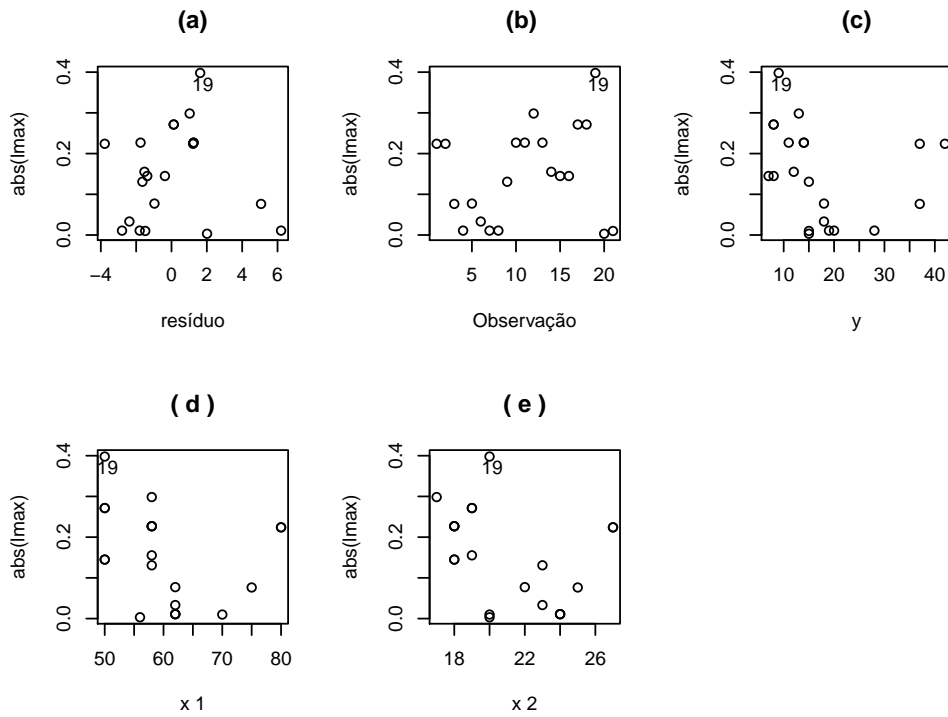 (a)
abs(lmax)
0.0 0.2 0.4
19
−4 −2 0 2 4 6
resíduo
(b)
abs(lmax)
0.0 0.2 0.4
19
5 10 15 20
Observação
(c)
abs(lmax)
0.0 0.2 0.4
19
10 20 30 40
y
( d )
abs(lmax)
0.0 0.2 0.4
19
50 60 70 80
x 1
( e )
abs(lmax)
0.0 0.2 0.4
19
18 22 26
x 2